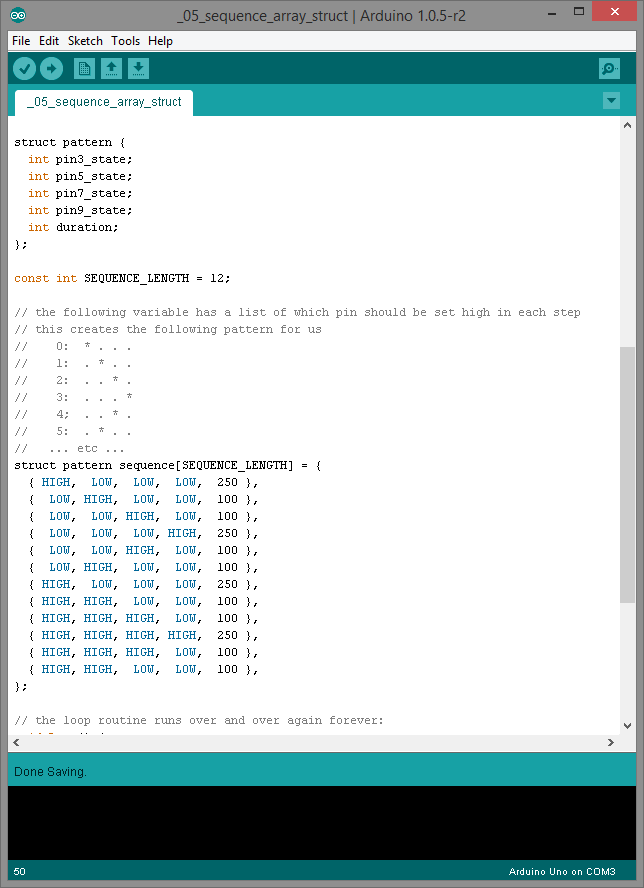 _05_sequence_array_struct | Arduino 1.0.5-r2
File Edit Sketch Tools Help
_05_sequence_array_struct
struct pattern {
  int pin3_state;
  int pin5_state;
  int pin7_state;
  int pin9_state;
  int duration;
};
const int SEQUENCE_LENGTH = 12;
// the following variable has a list of which pin should be set high in each step
// this creates the following pattern for us
//    0:  * . . .
//    1:  . * . .
//    2:  . . * .
//    3:  . . . *
//    4;  . . * .
//    5:  . * . .
//   ... etc ...
struct pattern sequence[SEQUENCE_LENGTH] = {
  { HIGH,  LOW,  LOW,  LOW,  250 },
  {  LOW, HIGH,  LOW,  LOW,  100 },
  {  LOW,  LOW, HIGH,  LOW,  100 },
  {  LOW,  LOW,  LOW, HIGH,  250 },
  {  LOW,  LOW, HIGH,  LOW,  100 },
  {  LOW, HIGH,  LOW,  LOW,  100 },
  { HIGH,  LOW,  LOW,  LOW,  250 },
  { HIGH, HIGH,  LOW,  LOW,  100 },
  { HIGH, HIGH, HIGH,  LOW,  100 },
  { HIGH, HIGH, HIGH, HIGH,  250 },
  { HIGH, HIGH, HIGH,  LOW,  100 },
  { HIGH, HIGH,  LOW,  LOW,  100 },
};
// the loop routine runs over and over again forever:
Done Saving.
50
Arduino Uno on COM3